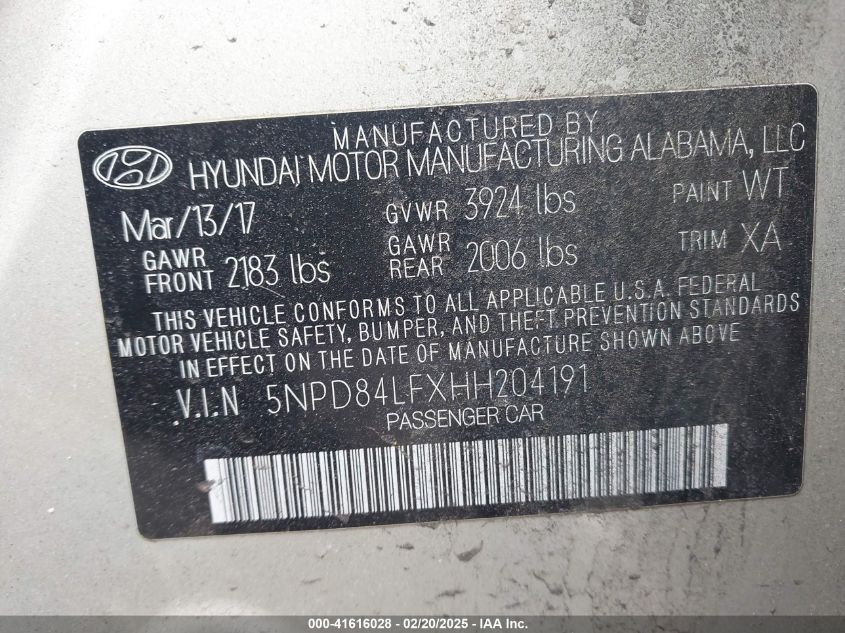 MANUFACTURED BY
HYUNDAI MOTOR MANUFACTURING ALABAMA, LLC
Mar/13/17 GVWR 3924 lbs PAINT WT
GAWR FRONT 2183 lbs GAWR REAR 2006 lbs TRIM XA
THIS VEHICLE CONFORMS TO ALL APPLICABLE U.S.A. FEDERAL
MOTOR VEHICLE SAFETY, BUMPER, AND THEFT PREVENTION STANDARDS
IN EFFECT ON THE DATE OF MANUFACTURE SHOWN ABOVE
V.I.N 5NPD84LFXHH204191
PASSENGER CAR
000-41616028 - 02/20/2025 - IAA Inc.